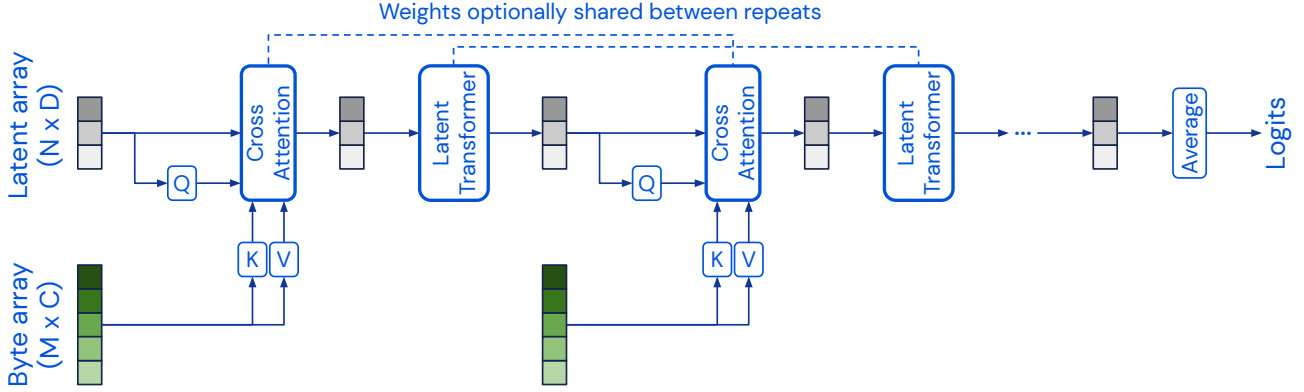 Weights optionally shared between repeats
Latent array
(N x D)
Q
Cross
Attention
Latent
Transformer
Q
Cross
Attention
Latent
Transformer
...
Average
Logits
Byte array
(M x C)
K
V
K
V